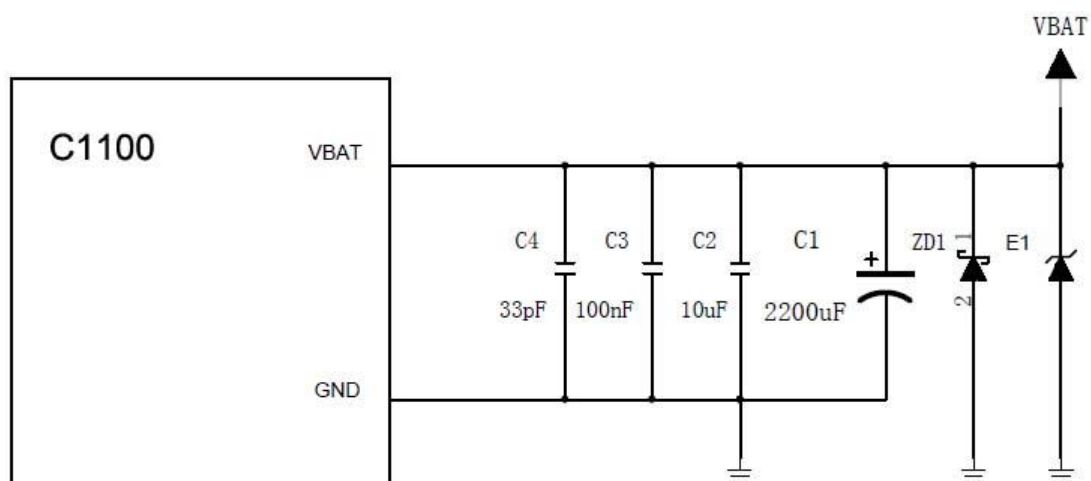 VBAT
C1100
VBAT
C4
C3
C2
C1
ZD1
1
E1
+
33pF
100nF
10uF
2200uF
2
GND